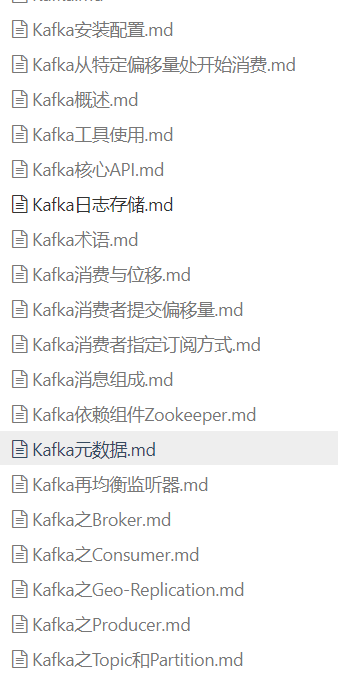 Kafka安装配置.md
Kafka从特定偏移量处开始消费.md
Kafka概述.md
Kafka工具使用.md
Kafka核心API.md
Kafka日志存储.md
Kafka术语.md
Kafka消费与位移.md
Kafka消费者提交偏移量.md
Kafka消费者指定订阅方式.md
Kafka消息组成.md
Kafka依赖组件Zookeeper.md
Kafka元数据.md
Kafka再均衡监听器.md
Kafka之Broker.md
Kafka之Consumer.md
Kafka之Geo-Replication.md
Kafka之Producer.md
Kafka之Topic和Partition.md